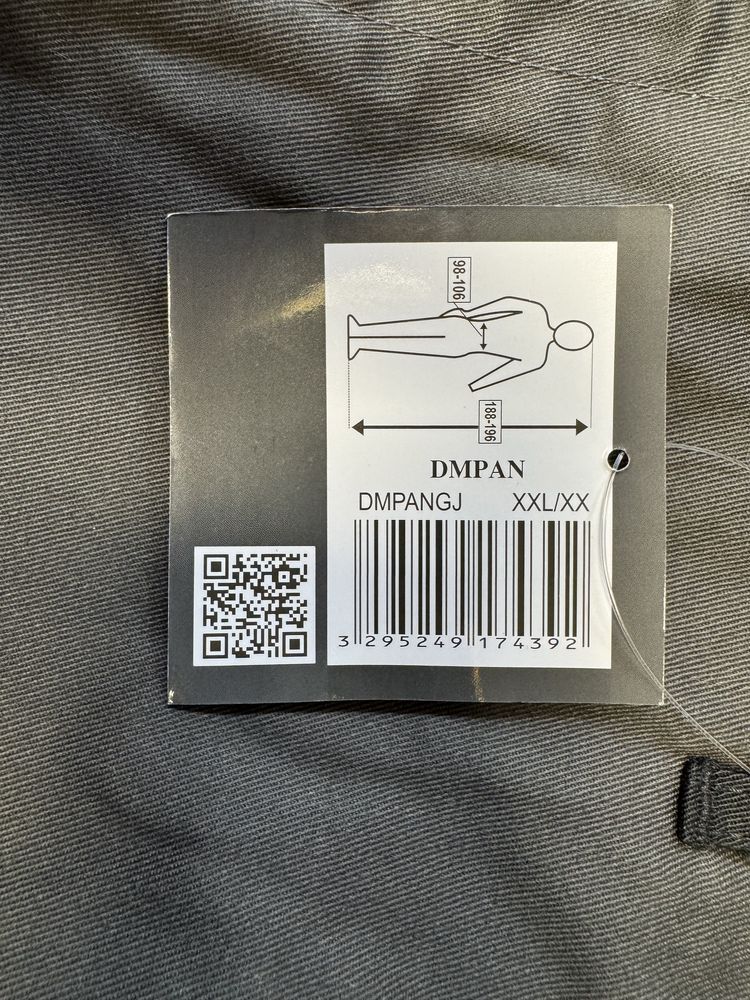 98-106
188-196
DMPAN
DMPANGJ XXL/XX
3 295249 174392